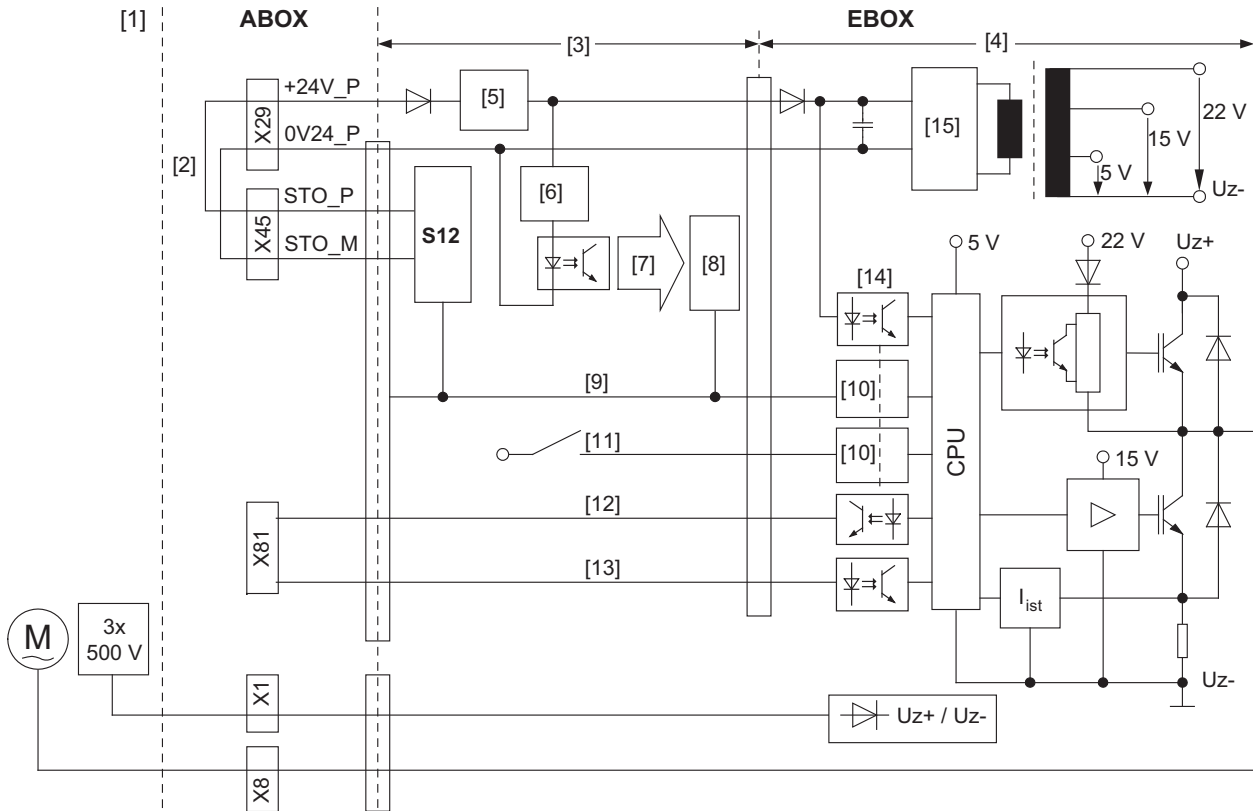 [1]
ABOX
EBOX
[3]
[4]
X29
+24V_P
0V24_P
[2]
X45
STO_P
STO_M
[5]
[6]
S12
[7]
[8]
[15]
22 V
15 V
5 V
Uz-
5 V
22 V
Uz+
[14]
[9]
[10]
[11]
[10]
CPU
15 V
X81
[12]
[13]
I ist
M
3x
500 V
X1
Uz+ / Uz-
Uz-
X8